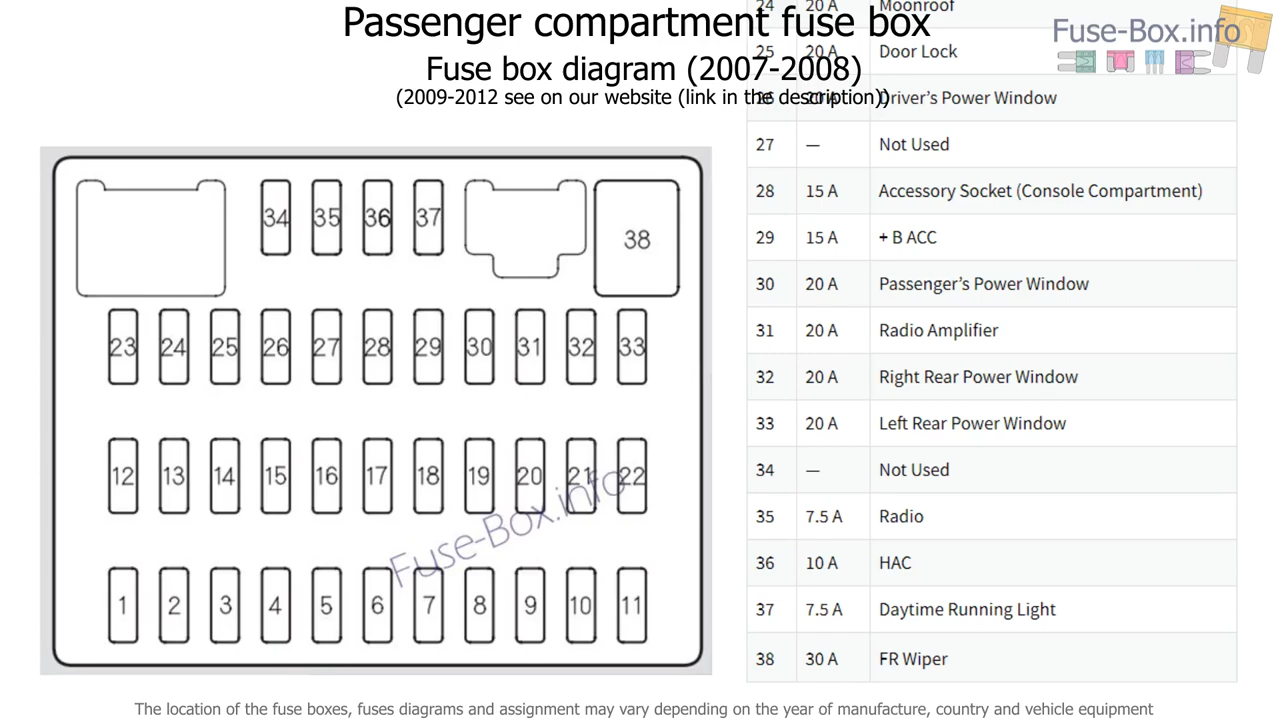 Passenger compartment fuse box
Fuse box diagram (2007-2008)
(2009-2012 see on our website (link in the description))
Fuse-Box.info
24 20 A Moonroof
25 20 A Door Lock
26 20 A Driver’s Power Window
27 — Not Used
28 15 A Accessory Socket (Console Compartment)
29 15 A + B ACC
30 20 A Passenger’s Power Window
31 20 A Radio Amplifier
32 20 A Right Rear Power Window
33 20 A Left Rear Power Window
34 — Not Used
35 7.5 A Radio
36 10 A HAC
37 7.5 A Daytime Running Light
38 30 A FR Wiper
34 35 36 37 38
23 24 25 26 27 28 29 30 31 32 33
12 13 14 15 16 17 18 19 20 21 22
Fuse-Box.info
1 2 3 4 5 6 7 8 9 10 11
The location of the fuse boxes, fuses diagrams and assignment may vary depending on the year of manufacture, country and vehicle equipment